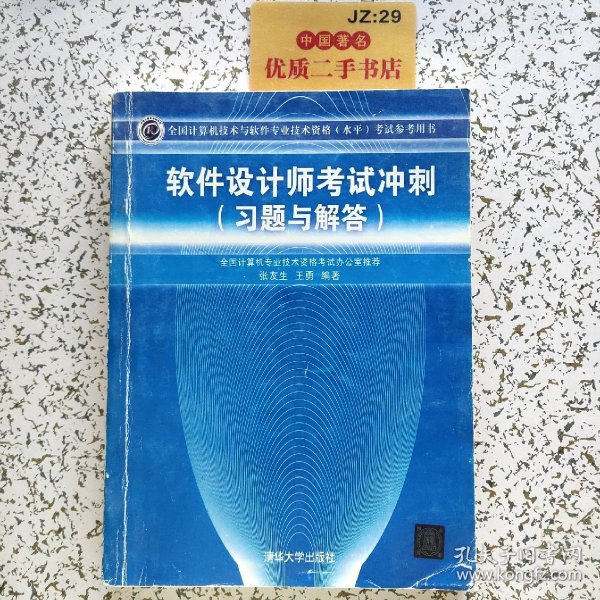 JZ:29
中国著名
优质二手书店
全国计算机技术与软件专业技术资格(水平)考试参考用书
软件设计师考试冲刺
(习题与解答)
全国计算机专业技术资格考试办公室推荐
张友生 王勇 编著
清华大学出版社
孔夫子旧书网
kongfz.com